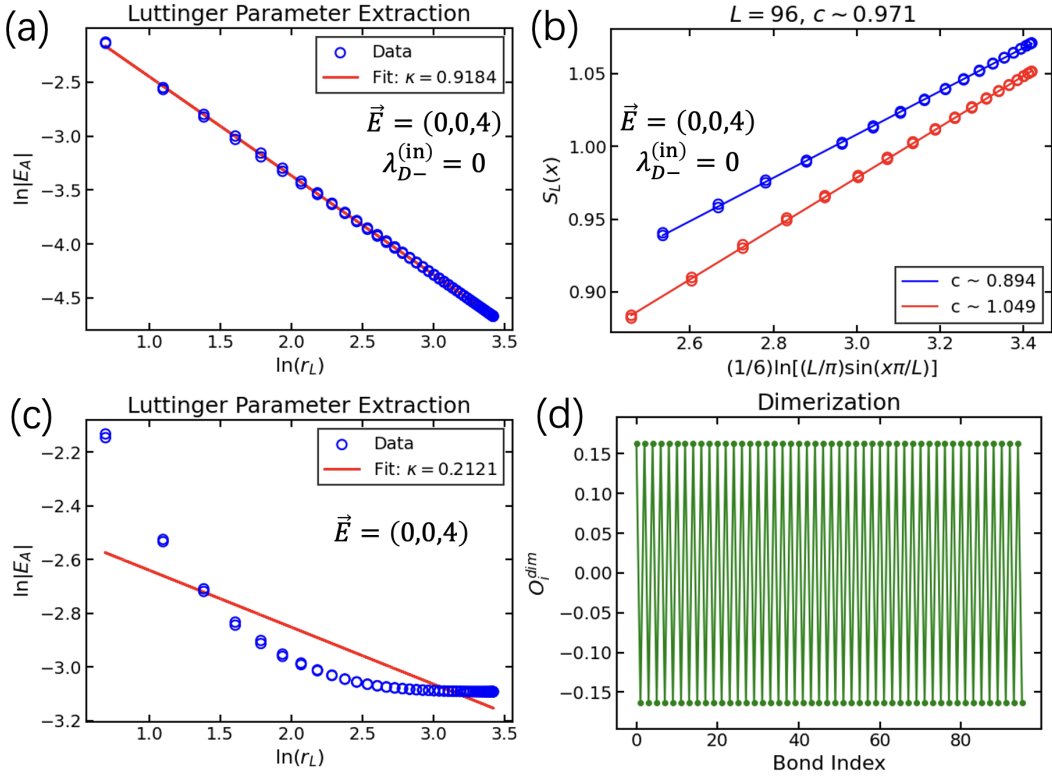 (a)
Luttinger Parameter Extraction
ln|E_A|
−2.5
−3.0
−3.5
−4.0
−4.5
Data
Fit: κ = 0.9184
E⃗ = (0,0,4)
λ_{D−}^{(in)} = 0
1.0 1.5 2.0 2.5 3.0 3.5
ln(r_L)
(b)
L = 96, c ~ 0.971
S_L(x)
1.05
1.00
0.95
0.90
E⃗ = (0,0,4)
λ_{D−}^{(in)} = 0
c ~ 0.894
c ~ 1.049
2.6 2.8 3.0 3.2 3.4
(1/6)ln[(L/π)sin(xπ/L)]
(c)
Luttinger Parameter Extraction
ln|E_A|
−2.2
−2.4
−2.6
−2.8
−3.0
−3.2
Data
Fit: κ = 0.2121
E⃗ = (0,0,4)
1.0 1.5 2.0 2.5 3.0 3.5
ln(r_L)
(d)
Dimerization
O_i^{dim}
0.15
0.10
0.05
0.00
−0.05
−0.10
−0.15
0 20 40 60 80
Bond Index